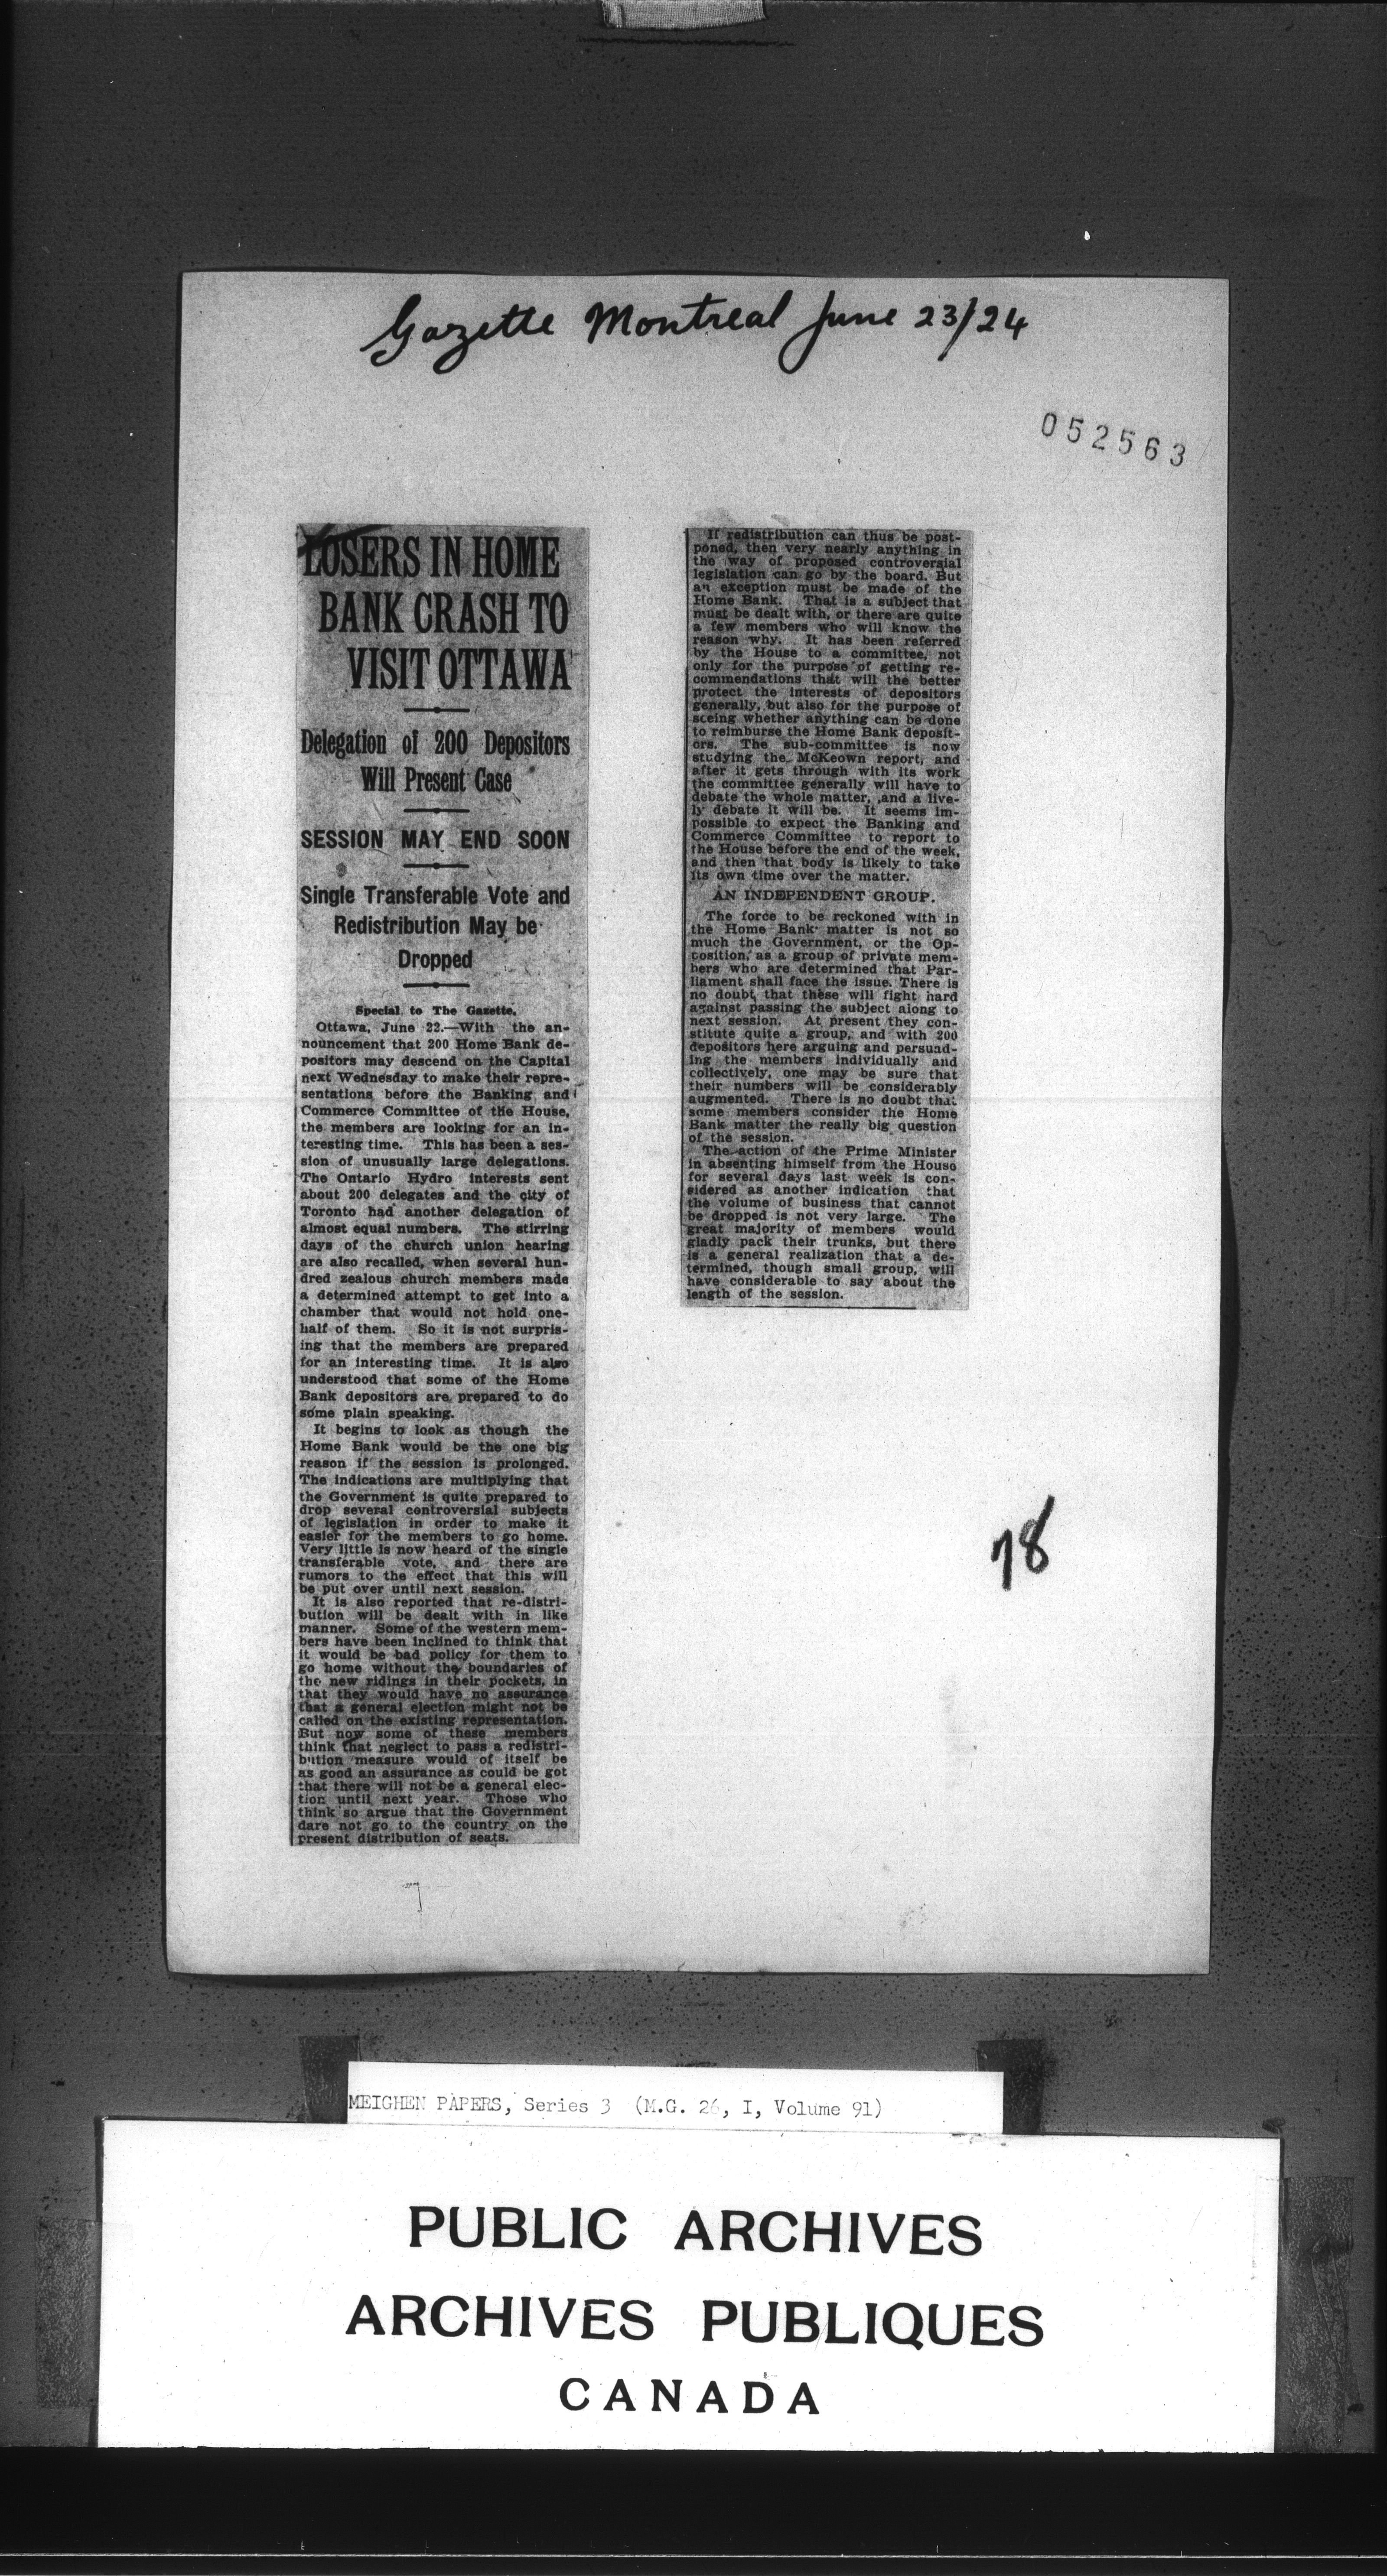 Gazette Montreal June 23/24
052563
LOSERS IN HOME
BANK CRASH TO
VISIT OTTAWA
Delegation of 200 Depositors
Will Present Case
SESSION MAY END SOON
Single Transferable Vote and
Redistribution May be
Dropped
Special to The Gazette.
Ottawa, June 22.—With the an-
nouncement that 200 Home Bank de-
positors may descend on the Capital
next Wednesday to make their repre-
sentations before the Banking and
Commerce Committee of the House,
the members are looking for an in-
teresting time. This has been a ses-
sion of unusually large delegations.
The Ontario Hydro interests sent
about 200 delegates and the city of
Toronto had another delegation of
almost equal numbers. The stirring
days of the church union hearing
are also recalled, when several hun-
dred zealous church members made
a determined attempt to get into a
chamber that would not hold one-
half of them. So it is not surpris-
ing that the members are prepared
for an interesting time. It is also
understood that some of the Home
Bank depositors are prepared to do
some plain speaking.
It begins to look as though the
Home Bank would be the one big
reason if the session is prolonged.
The indications are multiplying that
the Government is quite prepared to
drop several controversial subjects
of legislation in order to make it
easier for the members to go home.
Very little is now heard of the single
transferable vote, and there are
rumors to the effect that this will
be put over until next session.
It is also reported that re-distri-
bution will be dealt with in like
manner. Some of the western mem-
bers have been inclined to think that
it would be bad policy for them to
go home without the boundaries of
the new ridings in their pockets, in
that they would have no assurance
that a general election might not be
called on the existing representation.
But now some of these members
think that neglect to pass a redistri-
bution measure would of itself be
as good an assurance as could be got
that there will not be a general elec-
tion until next year. Those who
think so argue that the Government
dare not go to the country on the
present distribution of seats.
If redistribution can thus be post-
poned, then very nearly anything in
the way of proposed controversial
legislation can go by the board. But
an exception must be made of the
Home Bank. That is a subject that
must be dealt with, or there are quite
a few members who will know the
reason why. It has been referred
by the House to a committee, not
only for the purpose of getting re-
commendations that will the better
protect the interests of depositors
generally, but also for the purpose of
seeing whether anything can be done
to reimburse the Home Bank deposit-
ors. The sub-committee is now
studying the McKeown report, and
after it gets through with its work
the committee generally will have to
debate the whole matter, and a live-
ly debate it will be. It seems im-
possible to expect the Banking and
Commerce Committee to report to
the House before the end of the week,
and then that body is likely to take
its own time over the matter.
AN INDEPENDENT GROUP.
The force to be reckoned with in
the Home Bank matter is not so
much the Government, or the Op-
position, as a group of private mem-
bers who are determined that Par-
liament shall face the issue. There is
no doubt that these will fight hard
against passing the subject along to
next session. At present they con-
stitute quite a group, and with 200
depositors here arguing and persuad-
ing the members individually and
collectively, one may be sure that
their numbers will be considerably
augmented. There is no doubt that
some members consider the Home
Bank matter the really big question
of the session.
The action of the Prime Minister
in absenting himself from the House
for several days last week is con-
sidered as another indication that
the volume of business that cannot
be dropped is not very large. The
great majority of members would
gladly pack their trunks, but there
is a general realization that a de-
termined, though small group, will
have considerable to say about the
length of the session.
78
MEIGHEN PAPERS, Series 3 (M.G. 26, I, Volume 91)
PUBLIC ARCHIVES
ARCHIVES PUBLIQUES
CANADA